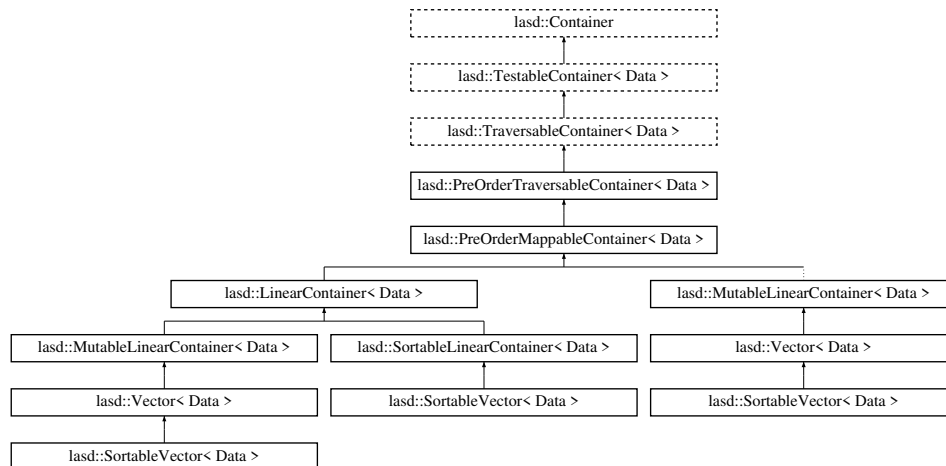 lasd::Container
lasd::TestableContainer< Data >
lasd::TraversableContainer< Data >
lasd::PreOrderTraversableContainer< Data >
lasd::PreOrderMappableContainer< Data >
lasd::LinearContainer< Data >
lasd::MutableLinearContainer< Data >
lasd::MutableLinearContainer< Data >
lasd::SortableLinearContainer< Data >
lasd::Vector< Data >
lasd::Vector< Data >
lasd::SortableVector< Data >
lasd::SortableVector< Data >
lasd::SortableVector< Data >